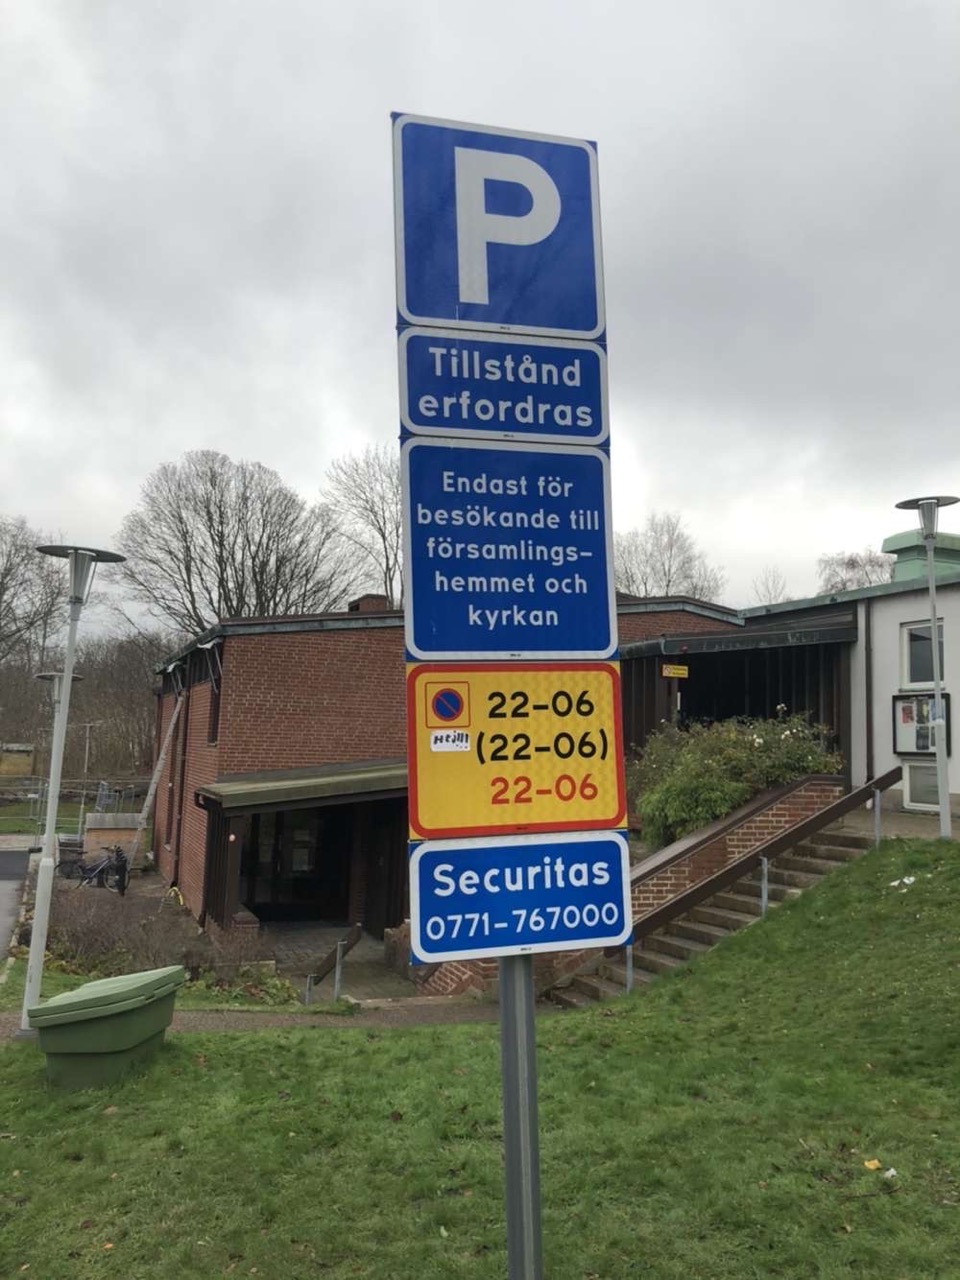 P
Tillstånd
erfordras
Endast för
besökande till
församlings-
hemmet och
kyrkan
22-06
(22-06)
22-06
Securitas
0771-767000